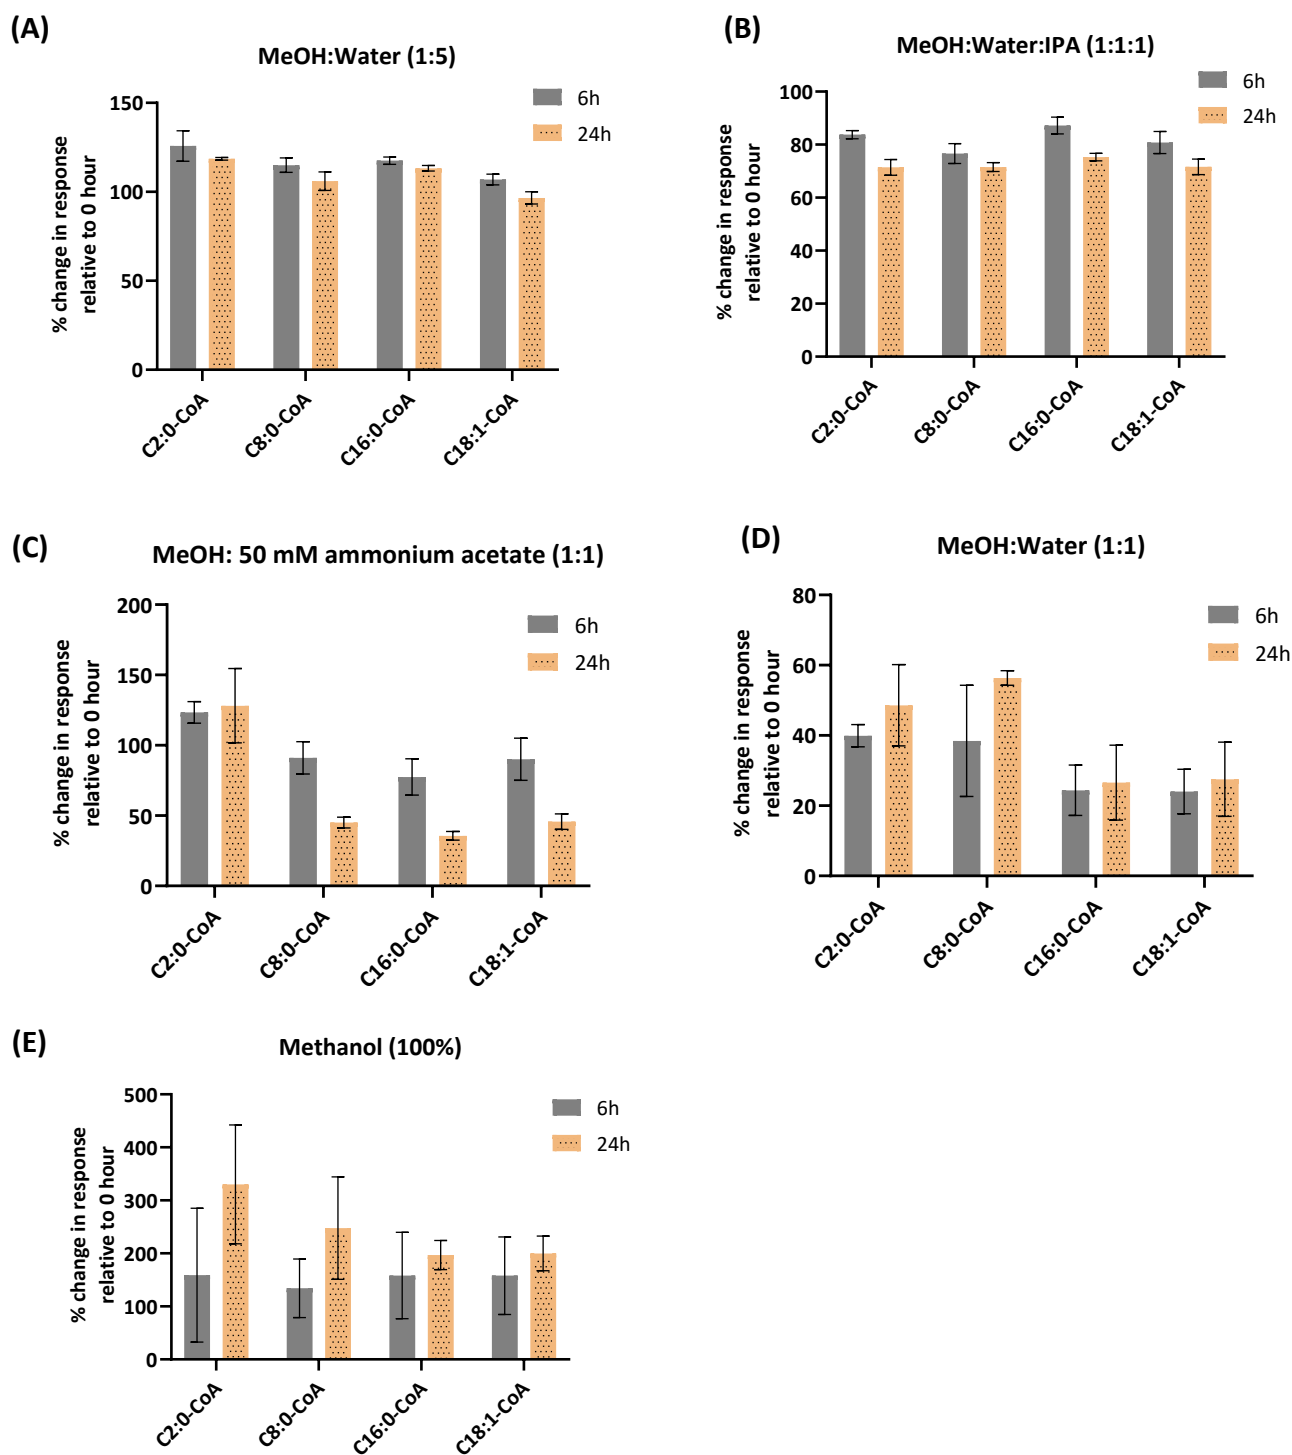 (A)
MeOH:Water (1:5)
6h
24h
% change in response
relative to 0 hour
150
100
50
0
C2:0-CoA
C8:0-CoA
C16:0-CoA
C18:1-CoA
(B)
MeOH:Water:IPA (1:1:1)
6h
24h
% change in response
relative to 0 hour
100
80
60
40
20
0
C2:0-CoA
C8:0-CoA
C16:0-CoA
C18:1-CoA
(C)
MeOH: 50 mM ammonium acetate (1:1)
6h
24h
% change in response
relative to 0 hour
200
150
100
50
0
C2:0-CoA
C8:0-CoA
C16:0-CoA
C18:1-CoA
(D)
MeOH:Water (1:1)
6h
24h
% change in response
relative to 0 hour
80
60
40
20
0
C2:0-CoA
C8:0-CoA
C16:0-CoA
C18:1-CoA
(E)
Methanol (100%)
6h
24h
% change in response
relative to 0 hour
500
400
300
200
100
0
C2:0-CoA
C8:0-CoA
C16:0-CoA
C18:1-CoA